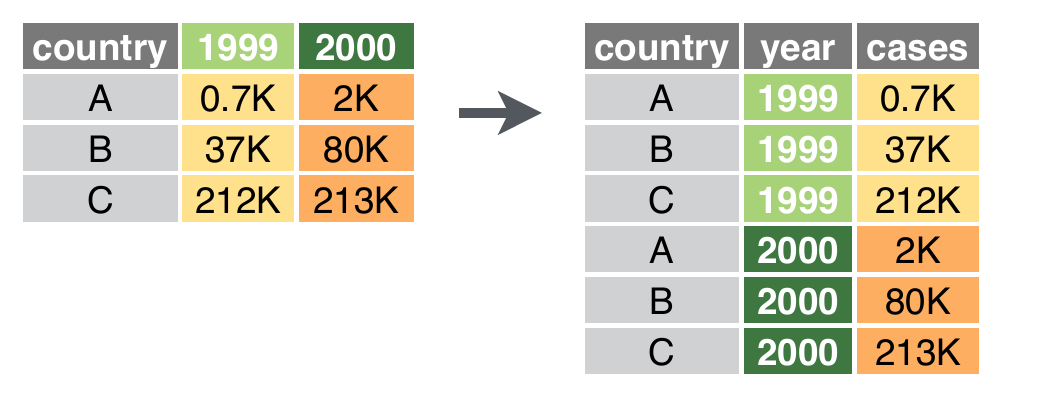 country 1999 2000
A 0.7K 2K
B 37K 80K
C 212K 213K
country year cases
A 1999 0.7K
B 1999 37K
C 1999 212K
A 2000 2K
B 2000 80K
C 2000 213K